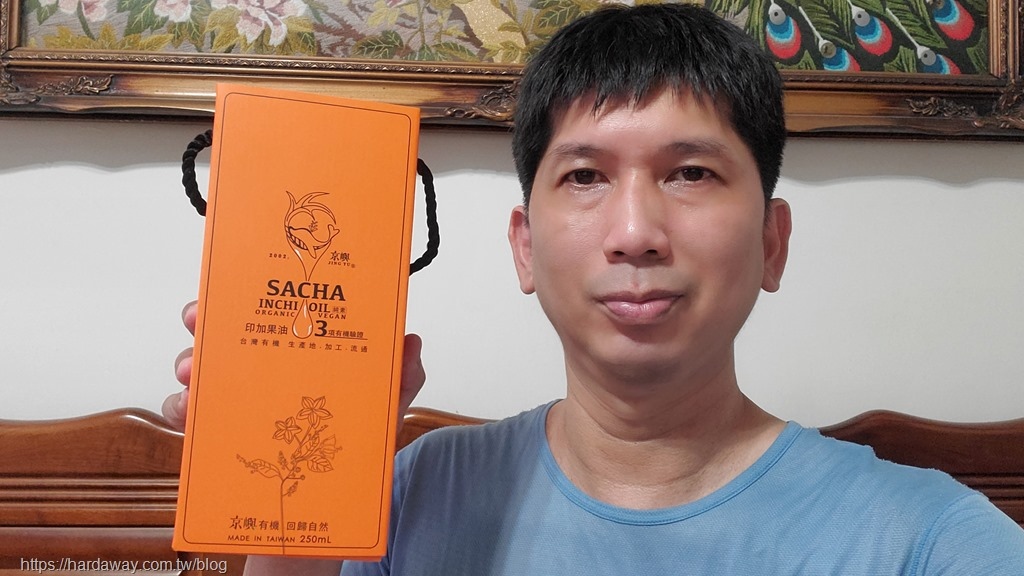 2002.
京嶼
JING YU®
SACHA
INCHI OIL 純素
ORGANIC VEGAN
印加果油 3項有機驗證
台灣有機 生產地.加工.流通
京嶼有機 回歸自然
MADE IN TAIWAN 250mL
https://hardaway.com.tw/blog